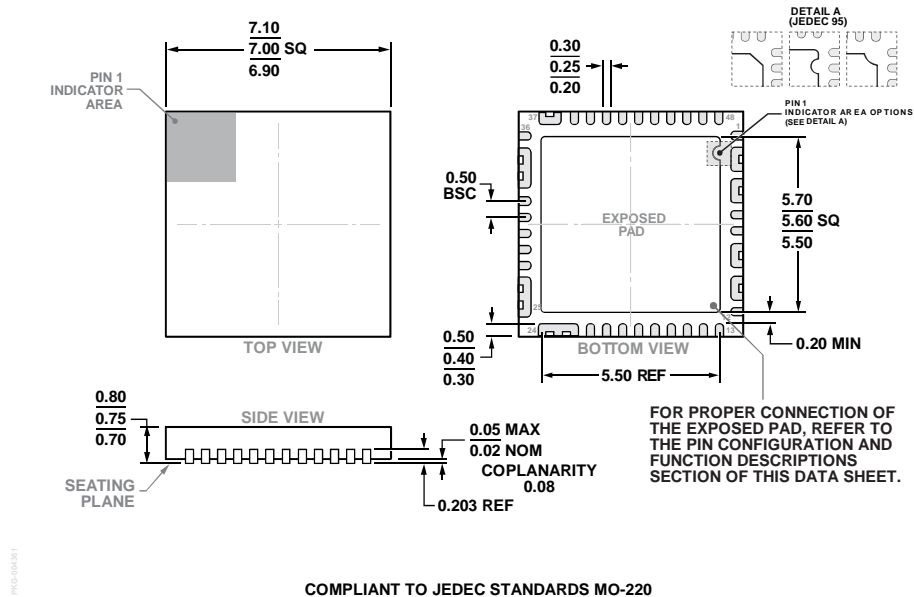 DETAIL A
(JEDEC 95)
7.10
7.00 SQ
6.90
0.30
0.25
0.20
PIN 1
INDICATOR
AREA
PIN 1
INDICATOR AREA OPTIONS
(SEE DETAIL A)
37
48
36
1
0.50
BSC
EXPOSED
PAD
5.70
5.60 SQ
5.50
25
24
13
TOP VIEW
BOTTOM VIEW
0.50
0.40
0.30
0.20 MIN
5.50 REF
0.80
0.75
0.70
SIDE VIEW
0.05 MAX
0.02 NOM
COPLANARITY
0.08
0.203 REF
SEATING
PLANE
FOR PROPER CONNECTION OF
THE EXPOSED PAD, REFER TO
THE PIN CONFIGURATION AND
FUNCTION DESCRIPTIONS
SECTION OF THIS DATA SHEET.
PKG-004361
COMPLIANT TO JEDEC STANDARDS MO-220